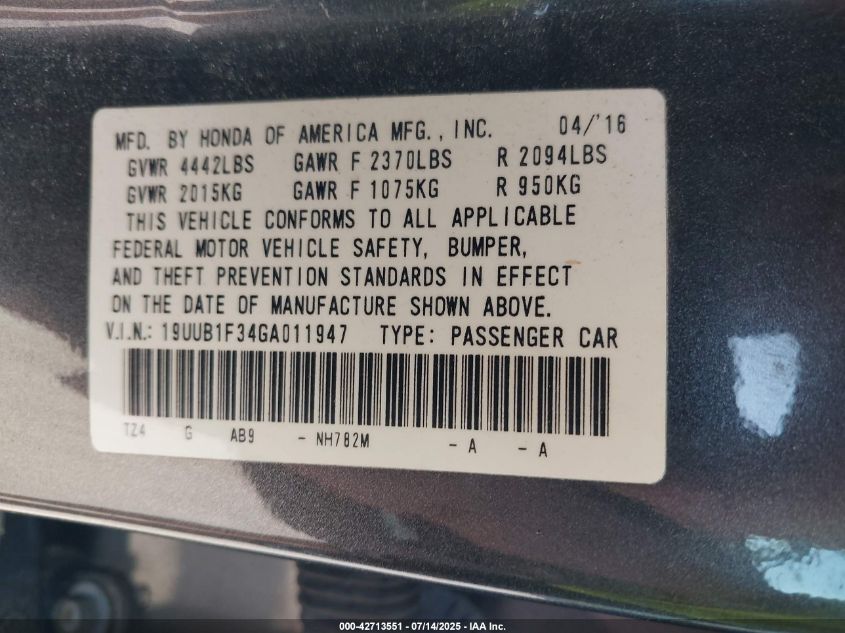 MFD. BY HONDA OF AMERICA MFG., INC. 04/'16
GVWR 4442LBS GAWR F 2370LBS R 2094LBS
GVWR 2015KG GAWR F 1075KG R 950KG
THIS VEHICLE CONFORMS TO ALL APPLICABLE
FEDERAL MOTOR VEHICLE SAFETY, BUMPER,
AND THEFT PREVENTION STANDARDS IN EFFECT
ON THE DATE OF MANUFACTURE SHOWN ABOVE.
V.I.N.: 19UUB1F34GA011947 TYPE: PASSENGER CAR
TZ4 G AB9 - NH782M - A - A
000-42713551 | 07/14/2025 - IAA Inc.